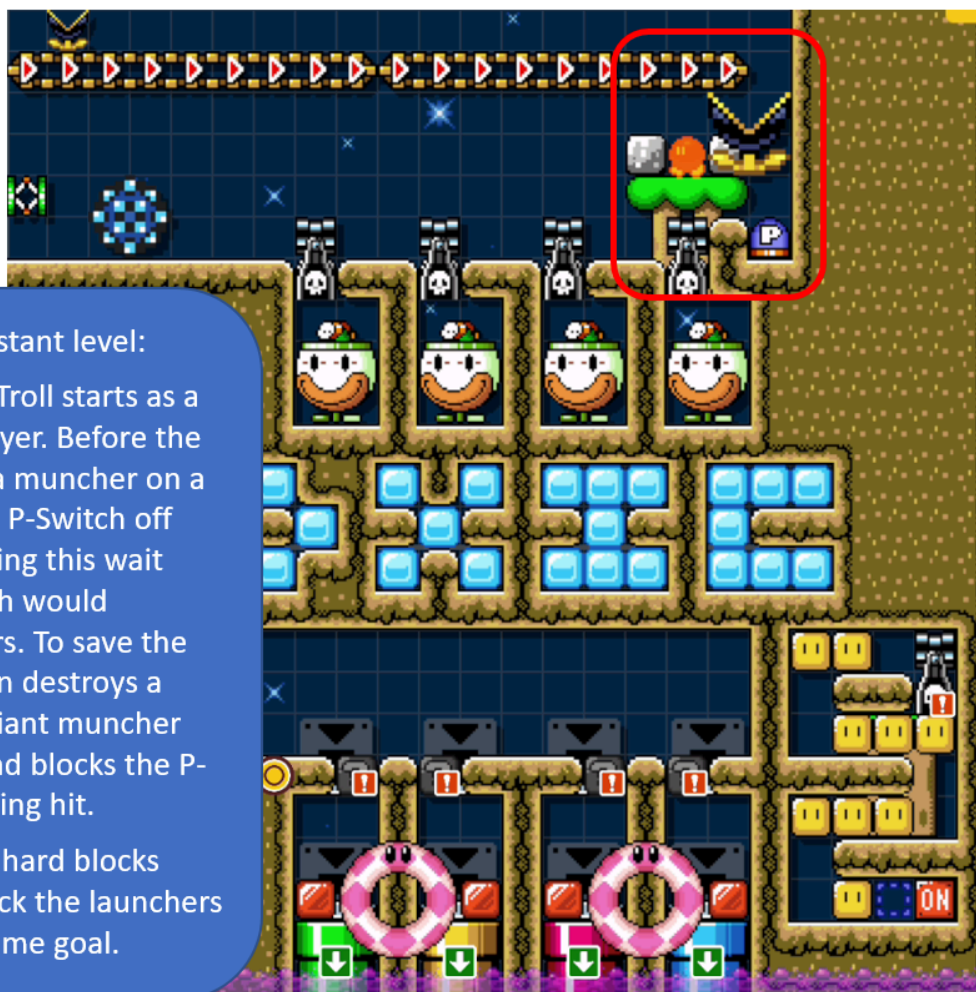 P
stant level:
Troll starts as a
yer. Before the
a muncher on a
P-Switch off
ing this wait
h would
rs. To save the
n destroys a
iant muncher
nd blocks the P-
ing hit.
hard blocks
ck the launchers
me goal.
!
! ! ! !
ON